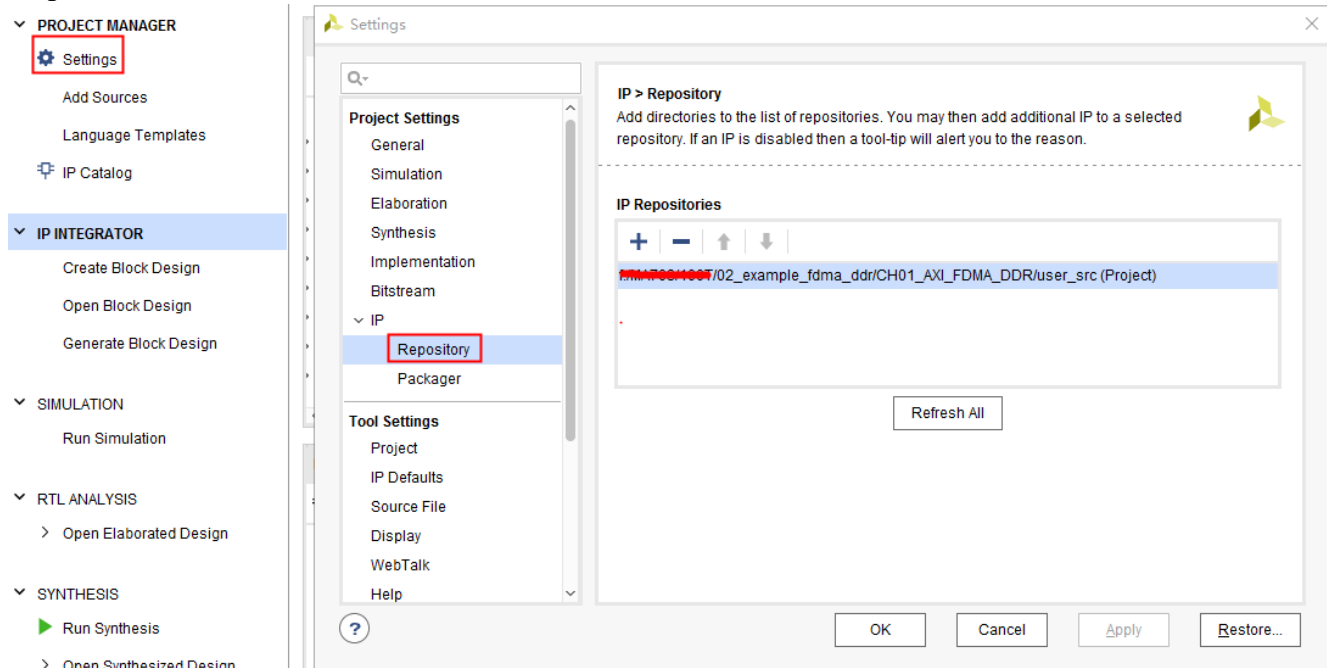 PROJECT MANAGER
Settings
Add Sources
Language Templates
IP Catalog
IP INTEGRATOR
Create Block Design
Open Block Design
Generate Block Design
SIMULATION
Run Simulation
RTL ANALYSIS
Open Elaborated Design
SYNTHESIS
Run Synthesis
Open Synthesized Design
Settings
Project Settings
General
Simulation
Elaboration
Synthesis
Implementation
Bitstream
IP
Repository
Packager
Tool Settings
Project
IP Defaults
Source File
Display
WebTalk
Help
IP > Repository
Add directories to the list of repositories. You may then add additional IP to a selected
repository. If an IP is disabled then a tool-tip will alert you to the reason.
IP Repositories
/02_example_fdma_ddr/CH01_AXI_FDMA_DDR/user_src (Project)
Refresh All
?
OK
Cancel
Apply
Restore...